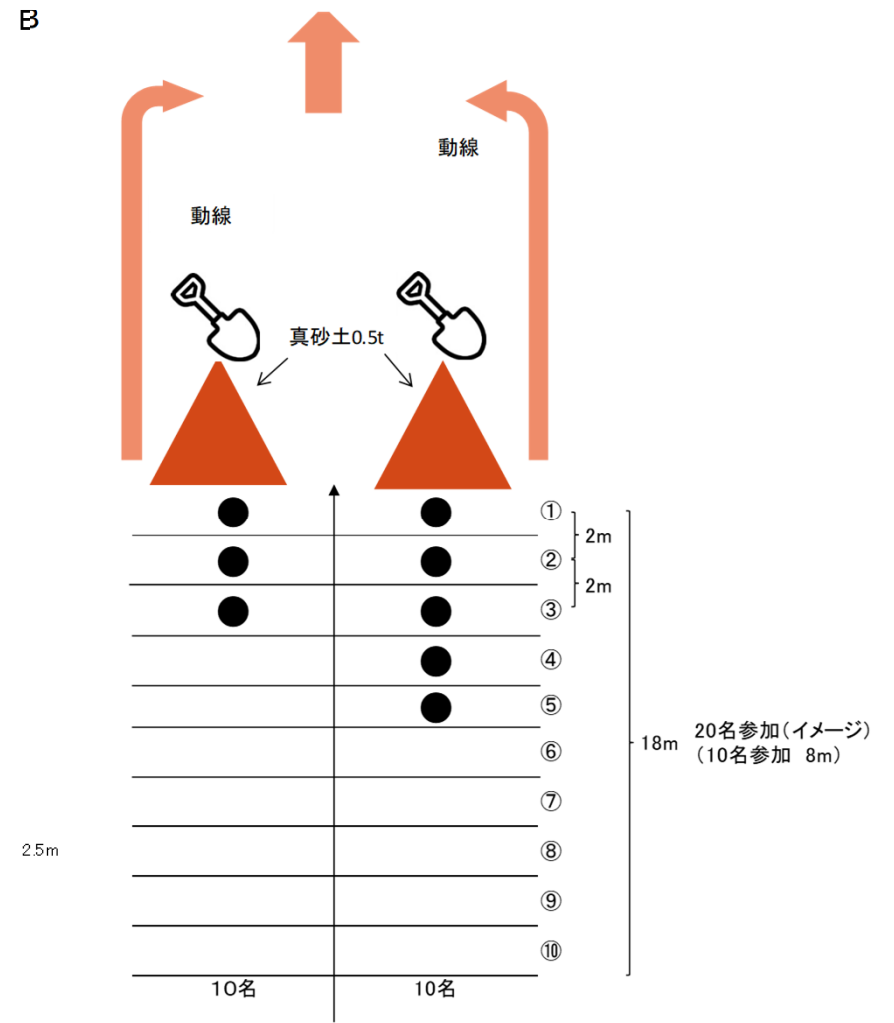 B
動線
動線
真砂土0.5t
①
2m
②
2m
③
④
⑤
20名参加(イメージ)
18m
(10名参加 8m)
⑥
⑦
2.5m
⑧
⑨
⑩
10名
10名